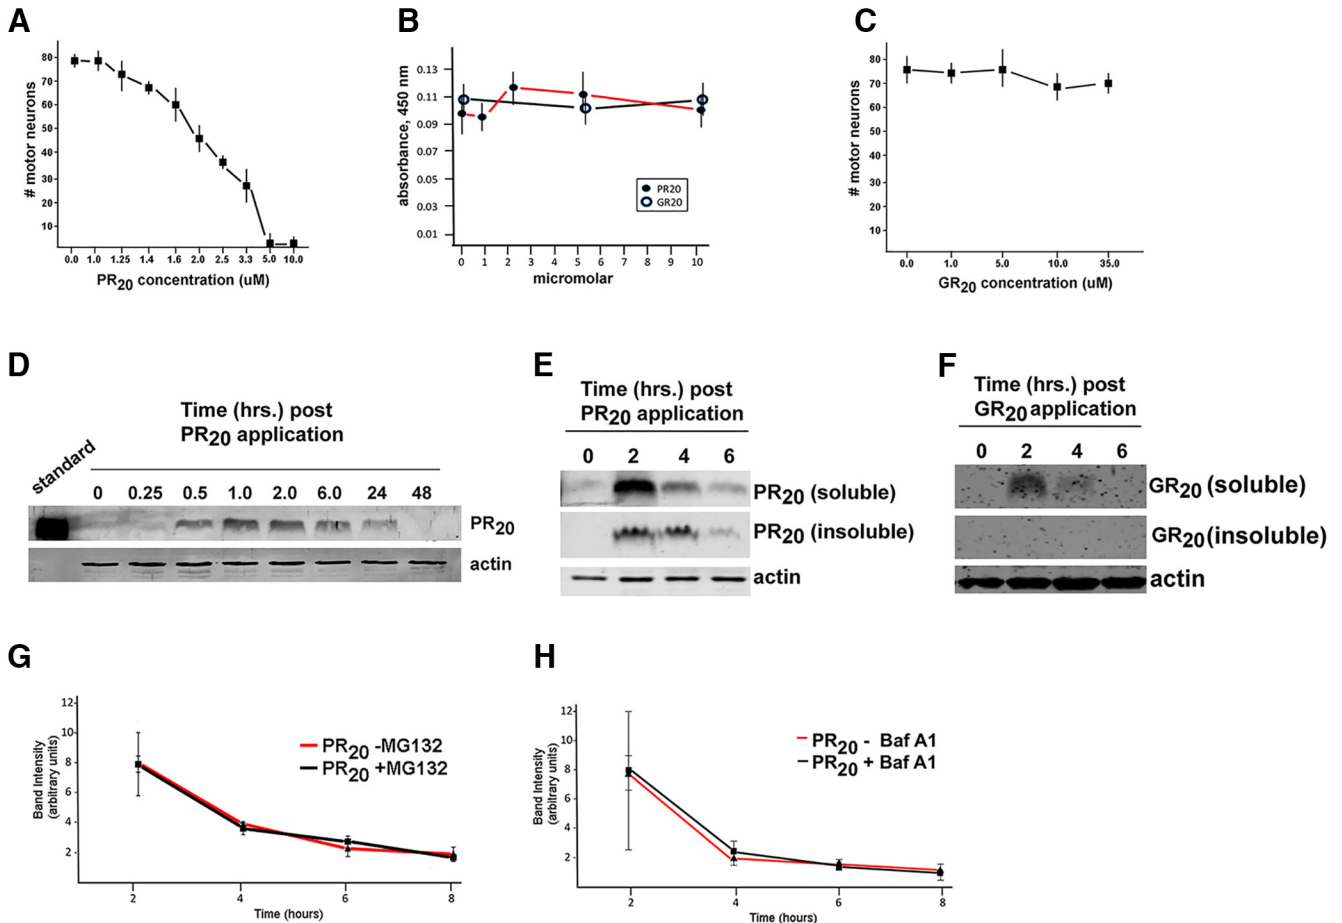 A
80
70
60
50
40
30
20
10
# motor neurons
0.0 1.0 1.25 1.4 1.6 2.0 2.5 3.3 5.0 10.0
PR20 concentration (uM)
B
0.13
0.11
0.09
0.07
0.05
0.03
0.01
absorbance, 450 nm
PR20
GR20
0 1 2 3 4 5 6 7 8 9 10
micromolar
C
80
70
60
50
40
30
20
10
# motor neurons
0.0 1.0 5.0 10.0 35.0
GR20 concentration (uM)
D
Time (hrs.) post
PR20 application
standard
0 0.25 0.5 1.0 2.0 6.0 24 48
PR20
actin
E
Time (hrs.) post
PR20 application
0 2 4 6
PR20 (soluble)
PR20 (insoluble)
actin
F
Time (hrs.) post
GR20 application
0 2 4 6
GR20 (soluble)
GR20(insoluble)
actin
G
12
10
8
6
4
2
Band Intensity
(arbitrary units)
PR20 -MG132
PR20 +MG132
2 4 6 8
Time (hours)
H
12
10
8
6
4
2
Band Intensity
(arbitrary units)
PR20 - Baf A1
PR20 + Baf A1
2 4 6 8
Time (hours)